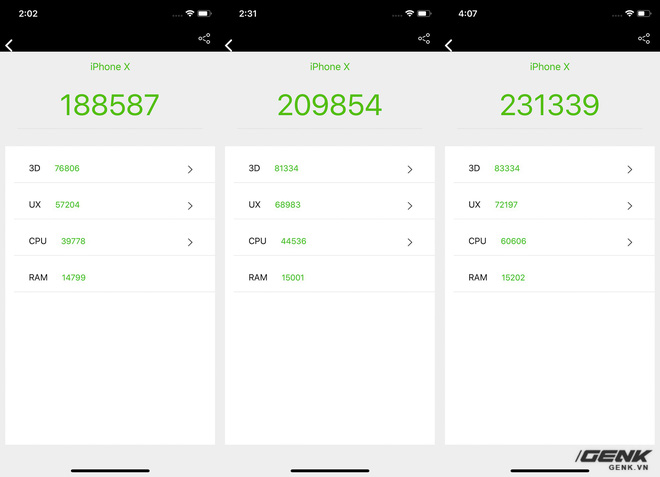 2:02
iPhone X
188587
3D 76806
UX 57204
CPU 39778
RAM 14799
2:31
iPhone X
209854
3D 81334
UX 68983
CPU 44536
RAM 15001
4:07
iPhone X
231339
3D 83334
UX 72197
CPU 60606
RAM 15202
GENK
GENK.VN